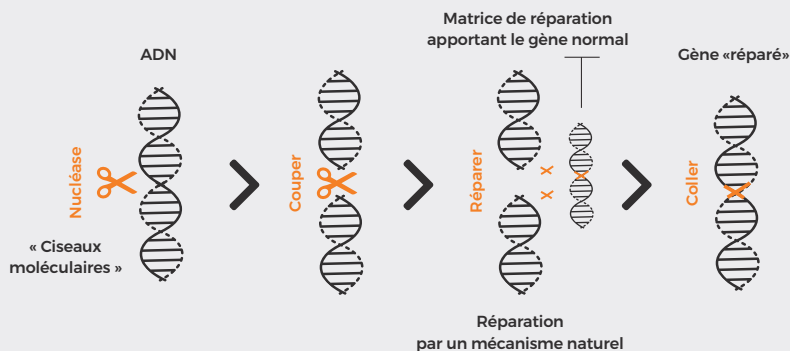 ADN
Nucléase
« Ciseaux
moléculaires »
Couper
Matrice de réparation
apportant le gène normal
Réparer
Réparation
par un mécanisme naturel
Gène «réparé»
Coller